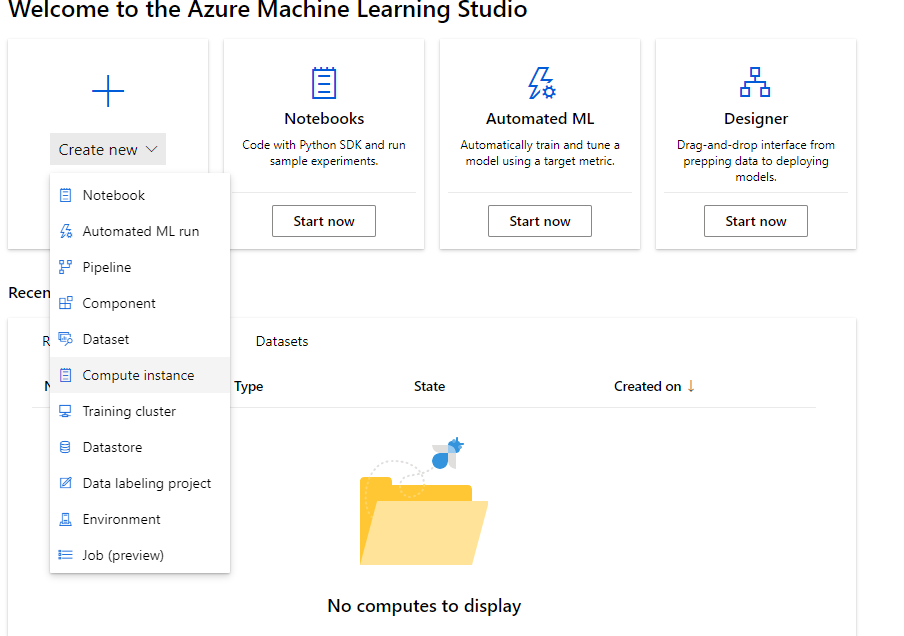 Welcome to the Azure Machine Learning Studio
Create new
Notebook
Automated ML run
Pipeline
Component
Dataset
Compute instance
Training cluster
Datastore
Data labeling project
Environment
Job (preview)
Notebooks
Code with Python SDK and run
sample experiments.
Start now
Automated ML
Automatically train and tune a
model using a target metric.
Start now
Designer
Drag-and-drop interface from
prepping data to deploying
models.
Start now
Recen
R
Datasets
N
Type
State
Created on ↓
No computes to display